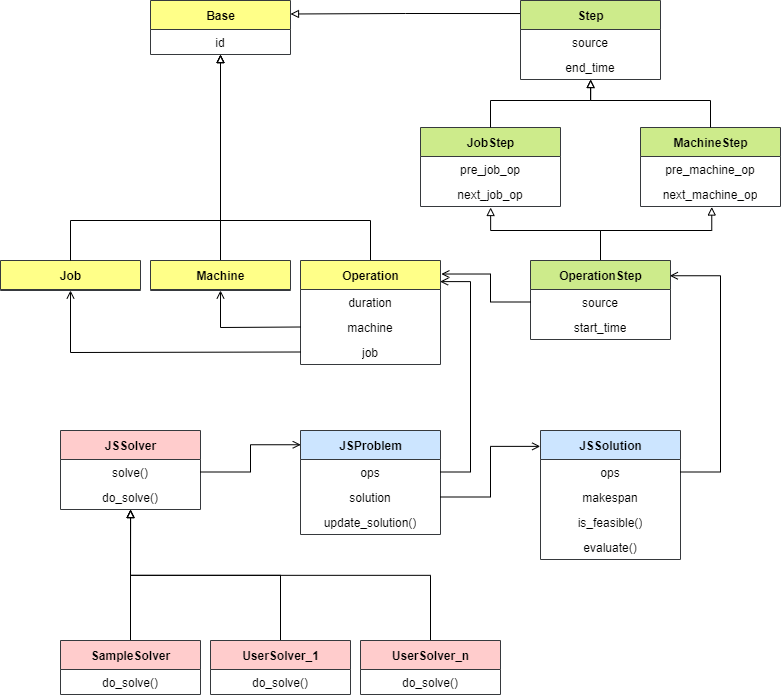 Base
id
Step
source
end_time
JobStep
pre_job_op
next_job_op
MachineStep
pre_machine_op
next_machine_op
Job
Machine
Operation
duration
machine
job
OperationStep
source
start_time
JSSolver
solve()
do_solve()
JSProblem
ops
solution
update_solution()
JSSolution
ops
makespan
is_feasible()
evaluate()
SampleSolver
do_solve()
UserSolver_1
do_solve()
UserSolver_n
do_solve()